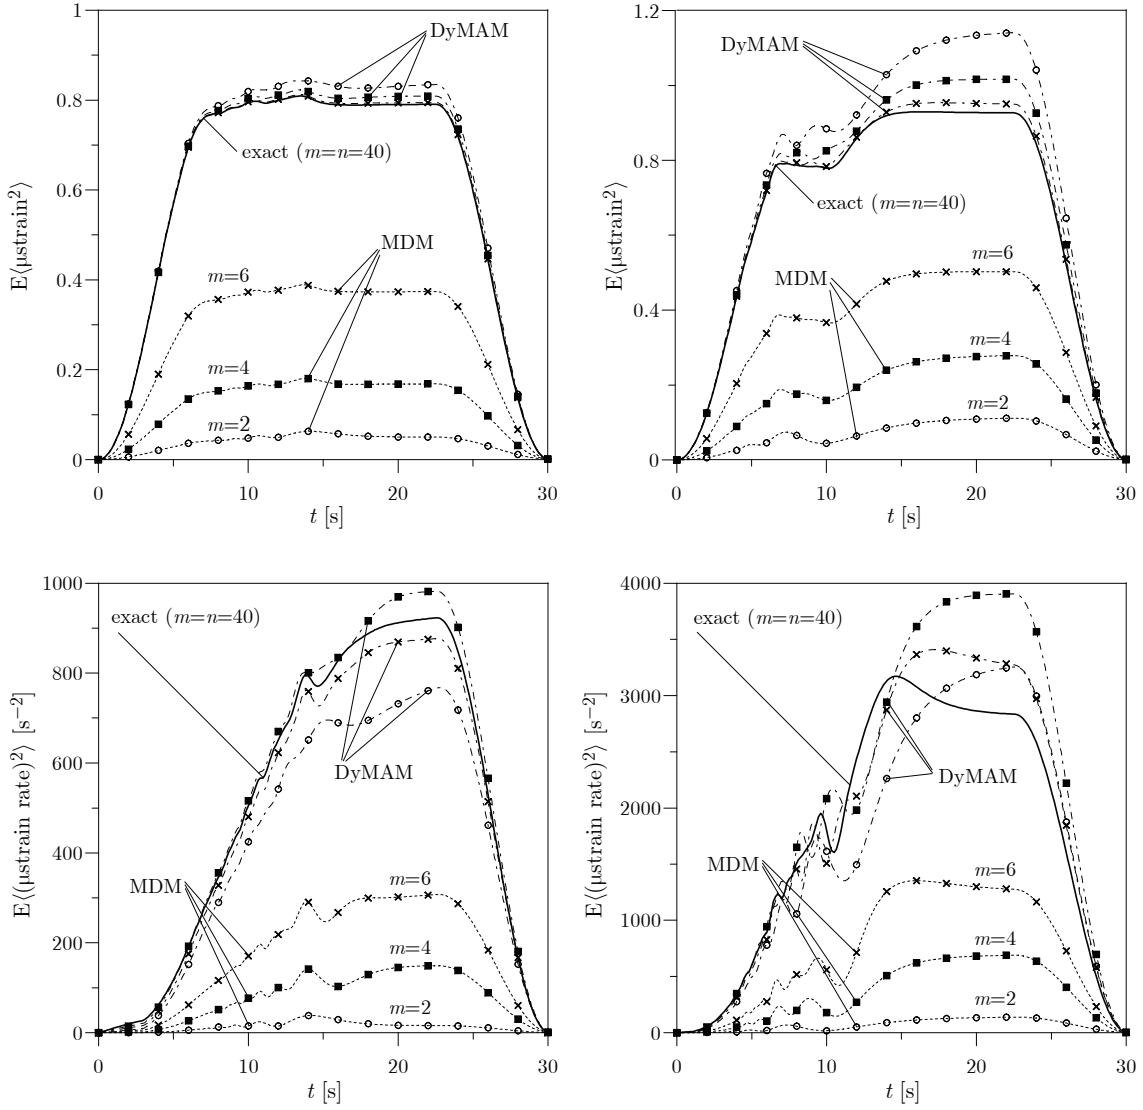 1
0.8
0.6
0.4
0.2
0
0
10
20
30
E⟨μstrain²⟩
t [s]
DyMAM
exact (m=n=40)
MDM
m=6
m=4
m=2
1.2
0.8
0.4
0
0
10
20
30
E⟨μstrain²⟩
t [s]
DyMAM
exact (m=n=40)
MDM
m=6
m=4
m=2
1000
800
600
400
200
0
0
10
20
30
E⟨(μstrain rate)²⟩ [s⁻²]
t [s]
exact (m=n=40)
DyMAM
MDM
m=6
m=4
m=2
4000
3000
2000
1000
0
0
10
20
30
E⟨(μstrain rate)²⟩ [s⁻²]
t [s]
exact (m=n=40)
DyMAM
MDM
m=6
m=4
m=2